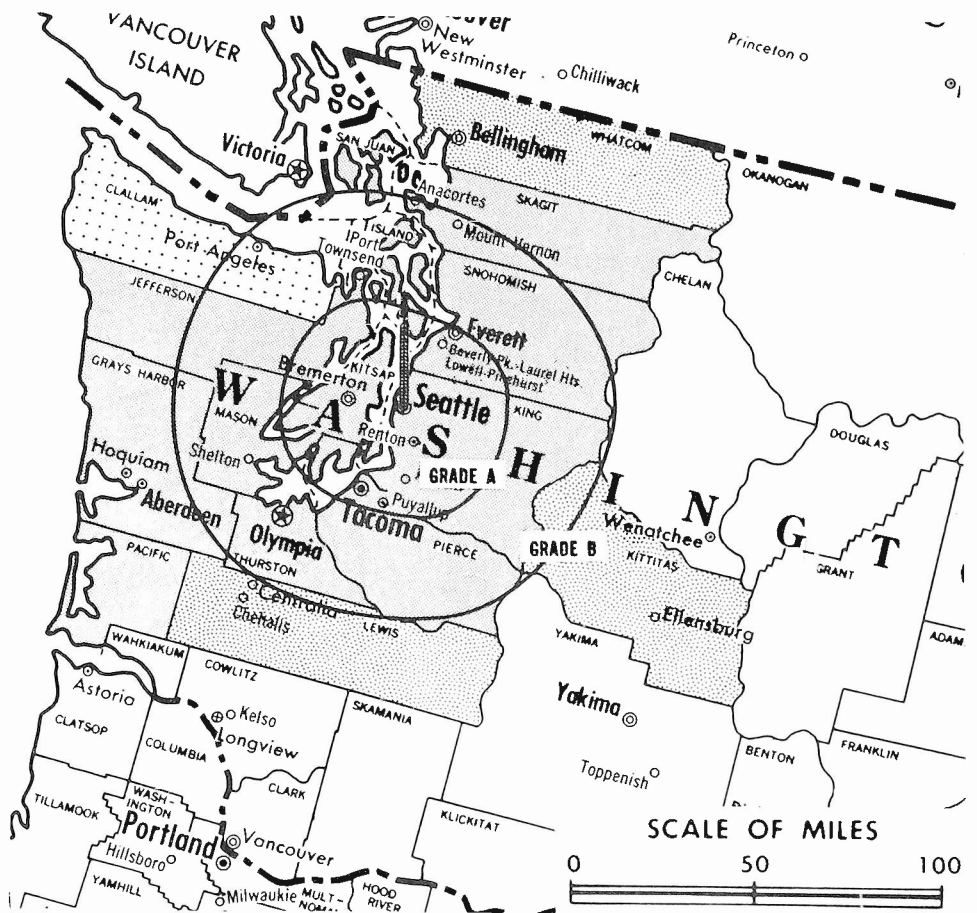 VANCOUVER
ISLAND
New
Westminster
Chilliwack
Princeton
Victoria
SAN JUAN
Bellingham
WHATCOM
OKANOGAN
Anacortes
SKAGIT
CLALLAM
ISLAND
Mount Vernon
Port Angeles
Port
Townsend
SNOHOMISH
CHELAN
JEFFERSON
Everett
Beverly Pk.-Laurel Hts
Lowell-Pinehurst
GRAYS HARBOR
Bremerton
KITSAP
W A S H I N G T
MASON
Seattle
KING
DOUGLAS
Renton
Shelton
Hoquiam
GRADE A
Aberdeen
Puyallup
Tacoma
Olympia
PIERCE
GRADE B
Wenatchee
KITTITAS
GRANT
PACIFIC
THURSTON
Centralia
Chehalis
LEWIS
Ellensburg
YAKIMA
ADAM
WAHKIAKUM
COWLITZ
Astoria
Kelso
Longview
SKAMANIA
Yakima
CLATSOP
COLUMBIA
BENTON
FRANKLIN
Toppenish
CLARK
WASH-
INGTON
TILLAMOOK
KLICKITAT
Portland
Vancouver
Hillsboro
YAMHILL
Milwaukie
MULT-
NOMAH
HOOD
RIVER
SCALE OF MILES
0 50 100